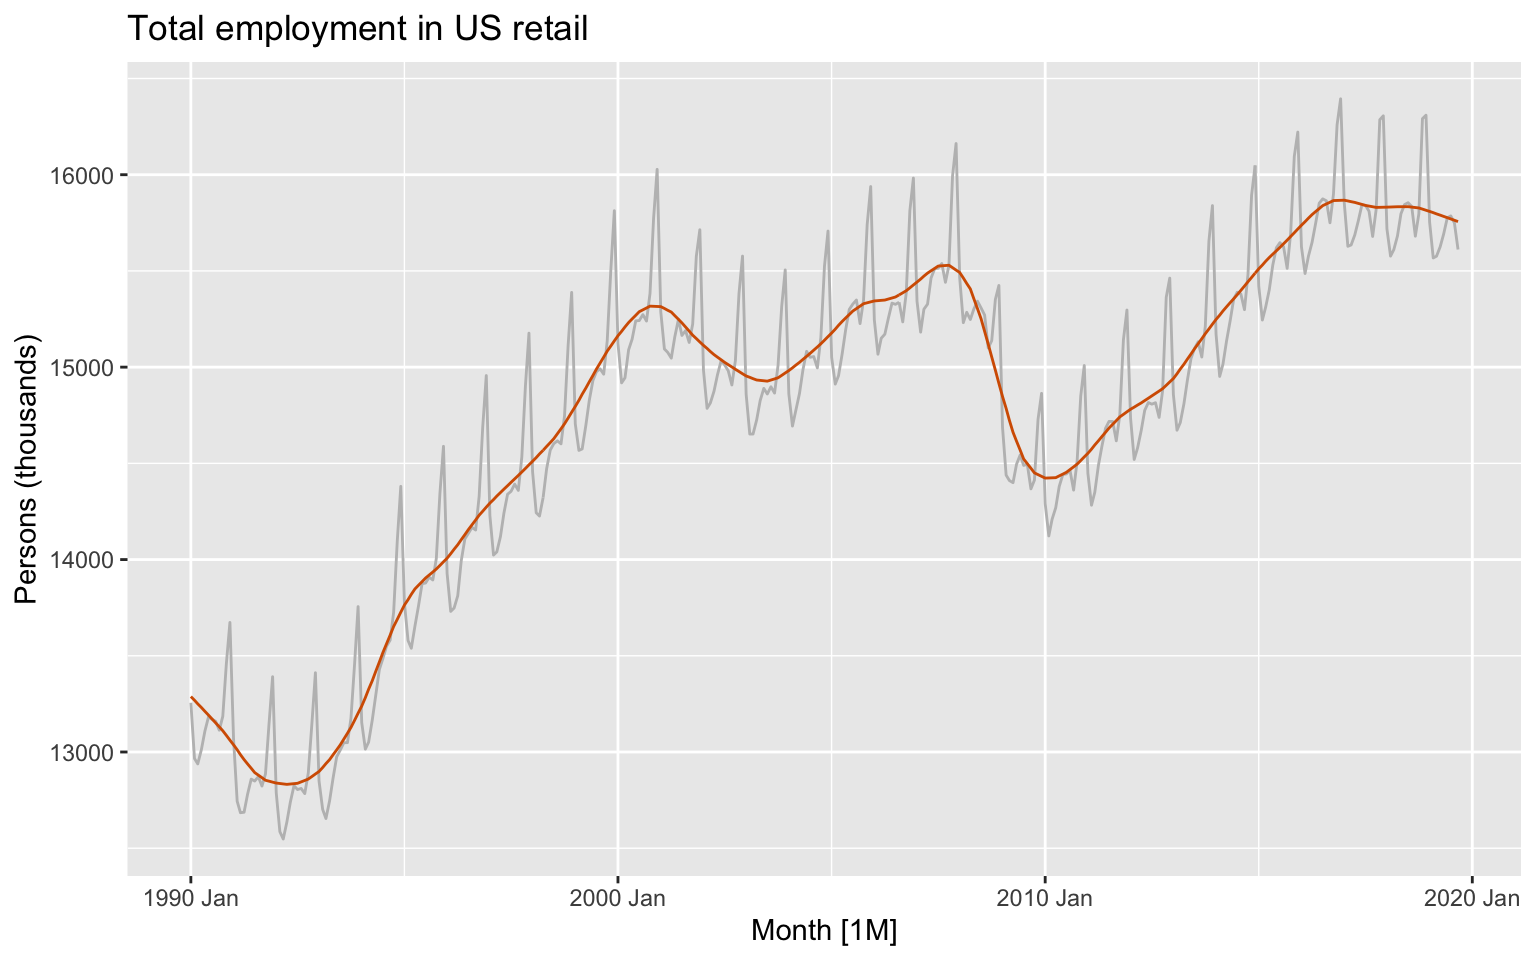 Total employment in US retail
Persons (thousands)
16000
15000
14000
13000
1990 Jan
2000 Jan
2010 Jan
2020 Jan
Month [1M]